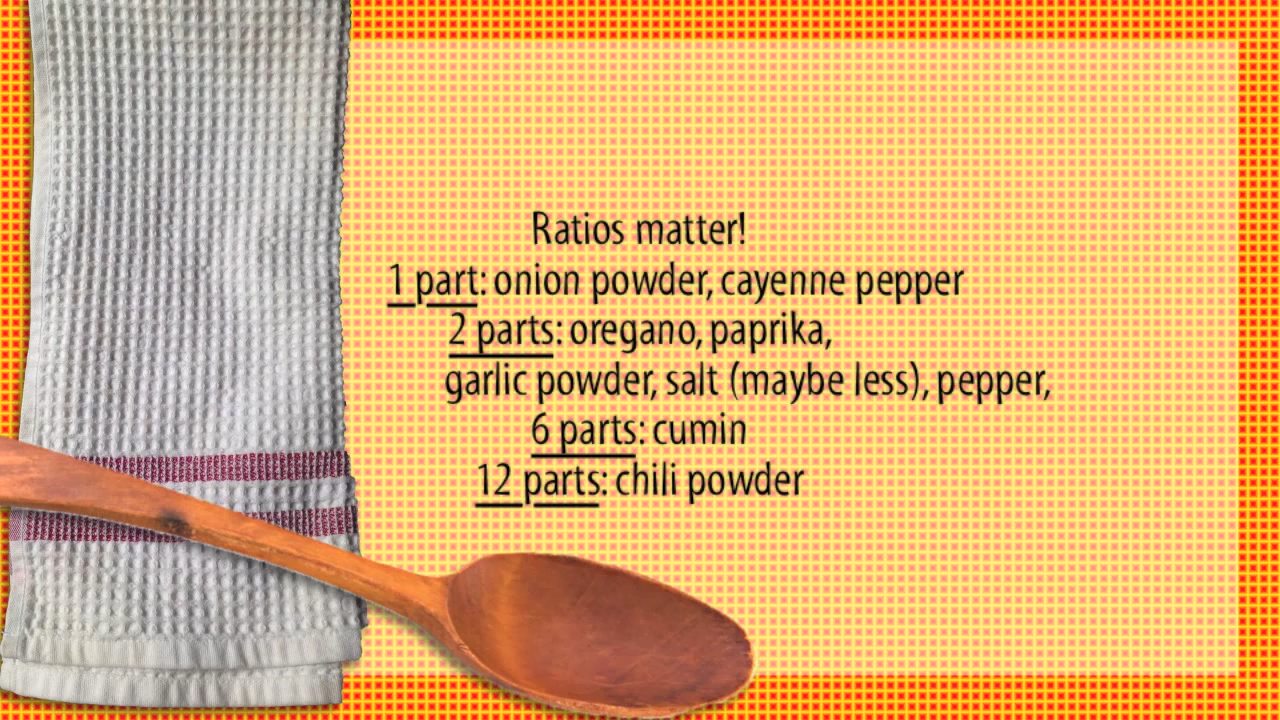 Ratios matter!
1 part: onion powder, cayenne pepper
2 parts: oregano, paprika,
garlic powder, salt (maybe less), pepper,
6 parts: cumin
12 parts: chili powder